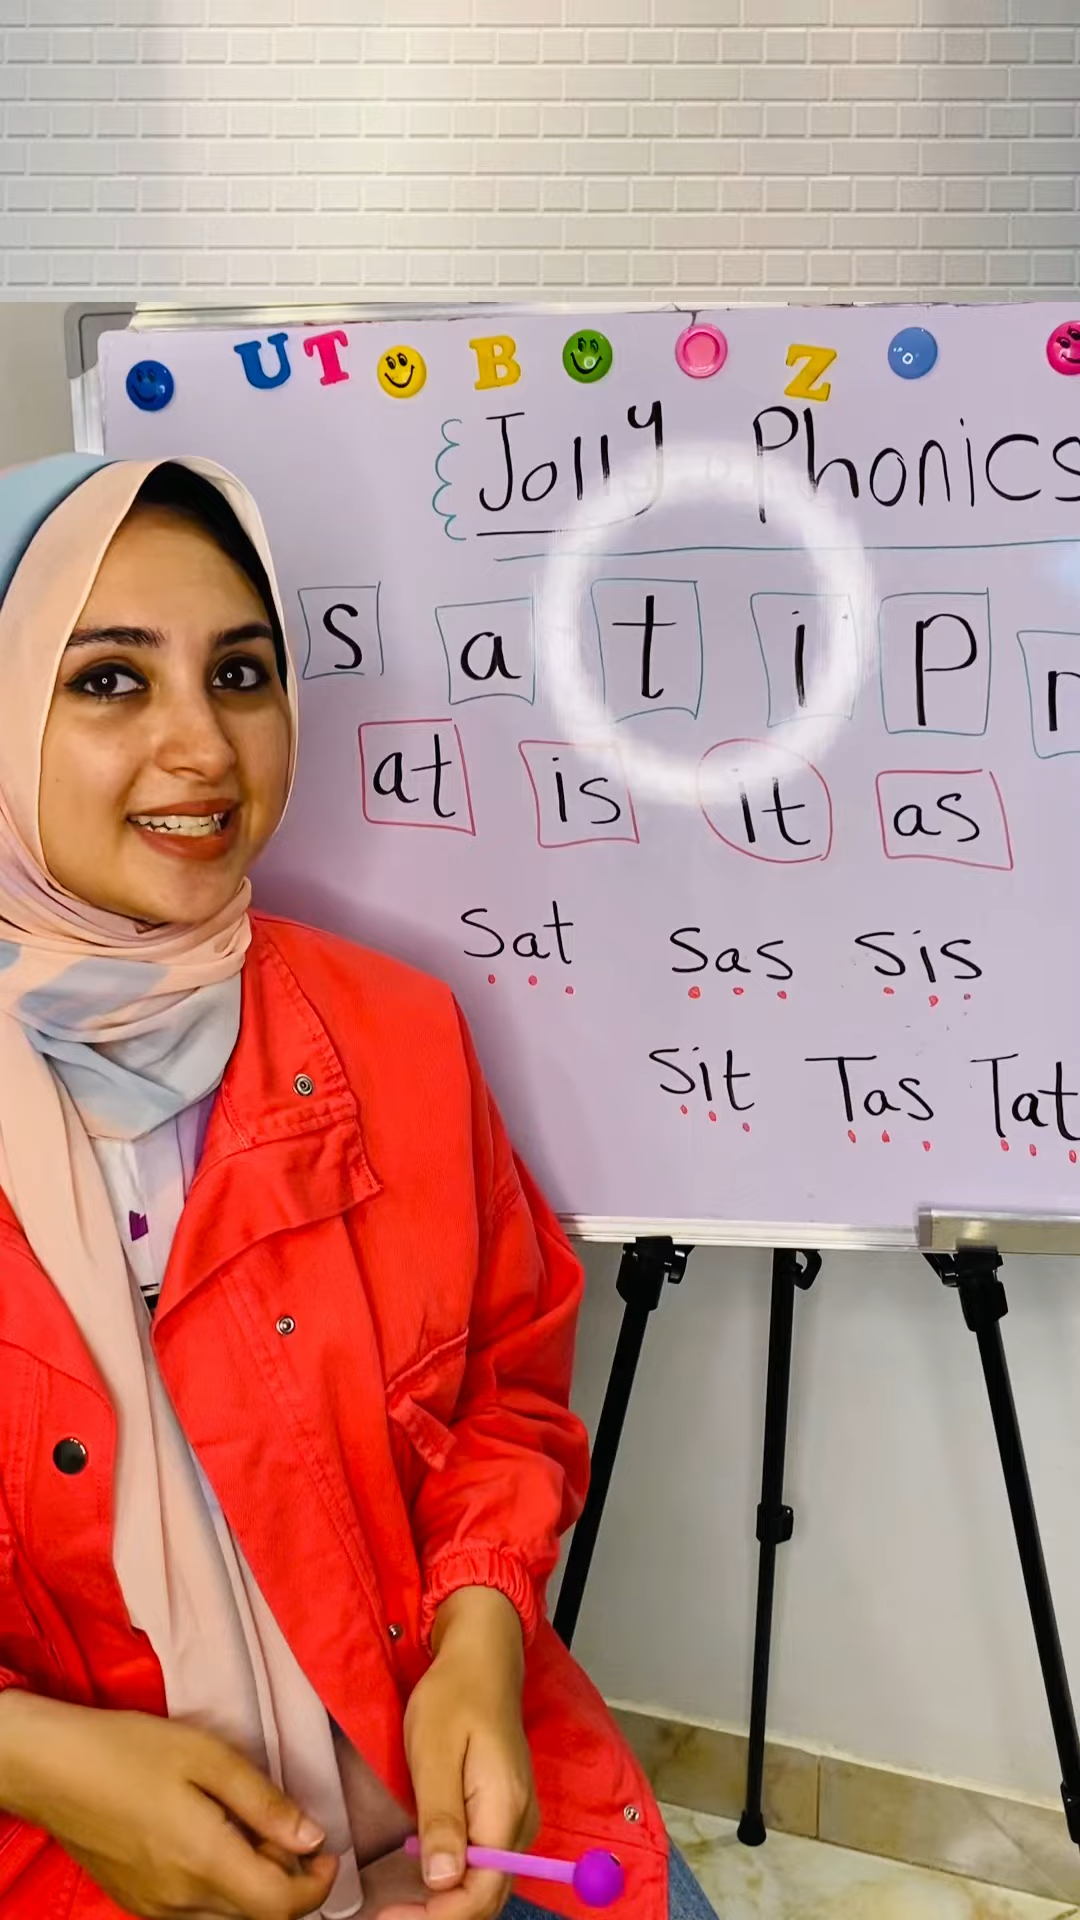 U T B Z
Jolly Phonics
s a t i p
at is it as
Sat Sas Sis
Sit Tas Tat